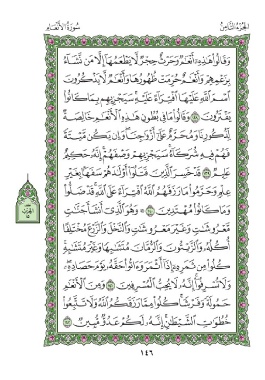 الجزء الثامن
سورة الأنعام
وَقَالُوا۟ هَـٰذِهِۦٓ أَنْعَـٰمٌ وَحَرْثٌ حِجْرٌ لَّا يَطْعَمُهَآ إِلَّا مَن نَّشَآءُ
بِزَعْمِهِمْ وَأَنْعَـٰمٌ حُرِّمَتْ ظُهُورُهَا وَأَنْعَـٰمٌ لَّا يَذْكُرُونَ
ٱسْمَ ٱللَّهِ عَلَيْهَا ٱفْتِرَآءً عَلَيْهِ سَيَجْزِيهِم بِمَا كَانُوا۟
يَفْتَرُونَ ١٣٨ وَقَالُوا۟ مَا فِى بُطُونِ هَـٰذِهِ ٱلْأَنْعَـٰمِ خَالِصَةٌ
لِّذُكُورِنَا وَمُحَرَّمٌ عَلَىٰٓ أَزْوَٰجِنَا وَإِن يَكُن مَّيْتَةً
فَهُمْ فِيهِ شُرَكَآءُ سَيَجْزِيهِمْ وَصْفَهُمْ إِنَّهُۥ حَكِيمٌ
عَلِيمٌ ١٣٩ قَدْ خَسِرَ ٱلَّذِينَ قَتَلُوٓا۟ أَوْلَـٰدَهُمْ سَفَهًۢا بِغَيْرِ
عِلْمٍ وَحَرَّمُوا۟ مَا رَزَقَهُمُ ٱللَّهُ ٱفْتِرَآءً عَلَى ٱللَّهِ قَدْ ضَلُّوا۟
وَمَا كَانُوا۟ مُهْتَدِينَ ١٤٠ وَهُوَ ٱلَّذِىٓ أَنشَأَ جَنَّـٰتٍ
مَّعْرُوشَـٰتٍ وَغَيْرَ مَعْرُوشَـٰتٍ وَٱلنَّخْلَ وَٱلزَّرْعَ مُخْتَلِفًا
أُكُلُهُۥ وَٱلزَّيْتُونَ وَٱلرُّمَّانَ مُتَشَـٰبِهًا وَغَيْرَ مُتَشَـٰبِهٍ
كُلُوا۟ مِن ثَمَرِهِۦٓ إِذَآ أَثْمَرَ وَءَاتُوا۟ حَقَّهُۥ يَوْمَ حَصَادِهِۦ
وَلَا تُسْرِفُوٓا۟ إِنَّهُۥ لَا يُحِبُّ ٱلْمُسْرِفِينَ ١٤١ وَمِنَ ٱلْأَنْعَـٰمِ
حَمُولَةً وَفَرْشًا كُلُوا۟ مِمَّا رَزَقَكُمُ ٱللَّهُ وَلَا تَتَّبِعُوا۟
خُطُوَٰتِ ٱلشَّيْطَـٰنِ إِنَّهُۥ لَكُمْ عَدُوٌّ مُّبِينٌ ١٤٢
١٤٦